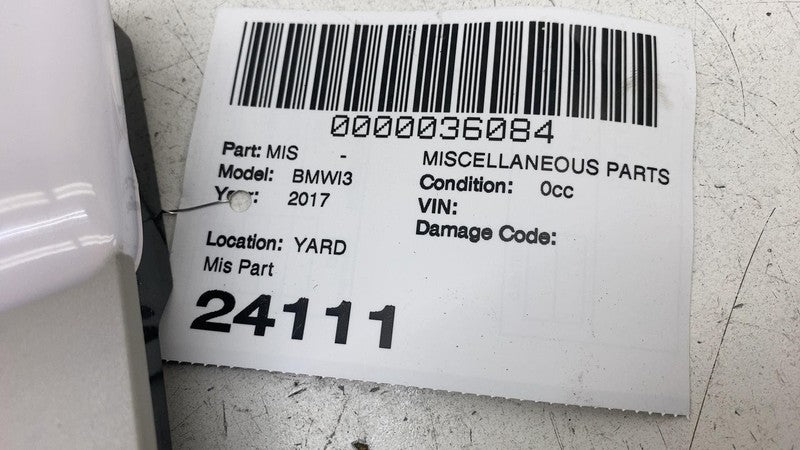 0000036084
Part: MIS - MISCELLANEOUS PARTS
Model: BMWI3 Condition: 0cc
Year: 2017 VIN:
Damage Code:
Location: YARD
Mis Part
24111